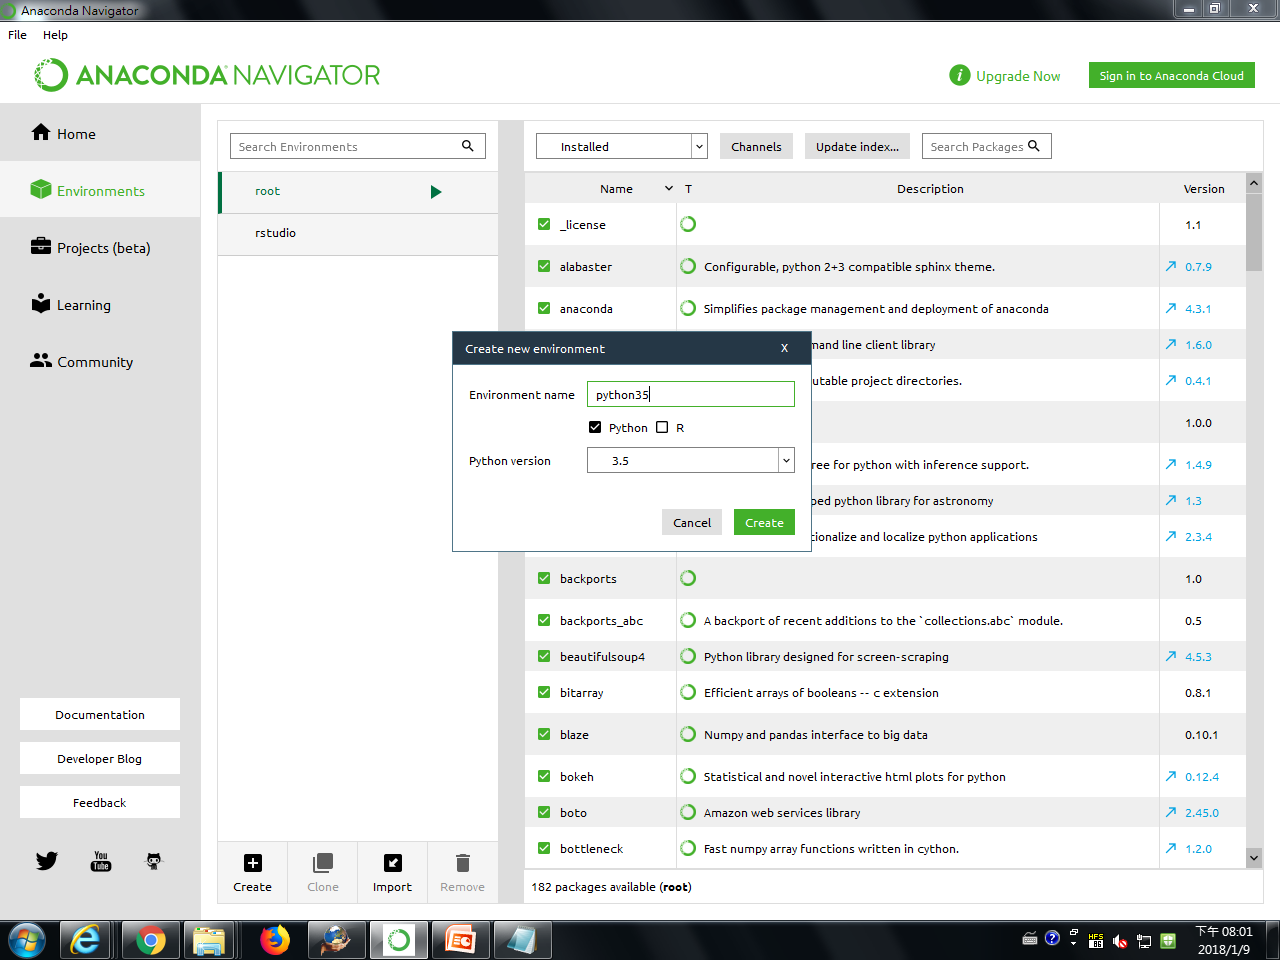 Anaconda Navigator
File Help
ANACONDA NAVIGATOR
Upgrade Now
Sign in to Anaconda Cloud
Home
Environments
Projects (beta)
Learning
Community
Documentation
Developer Blog
Feedback
Search Environments
root
rstudio
Create Clone Import Remove
Installed Channels Update index... Search Packages
Name T Description Version
_license 1.1
alabaster Configurable, python 2+3 compatible sphinx theme. 0.7.9
anaconda Simplifies package management and deployment of anaconda 4.3.1
mand line client library 1.6.0
utable project directories. 0.4.1
1.0.0
ree for python with inference support. 1.4.9
ped python library for astronomy 1.3
tionalize and localize python applications 2.3.4
backports 1.0
backports_abc A backport of recent additions to the `collections.abc` module. 0.5
beautifulsoup4 Python library designed for screen-scraping 4.5.3
bitarray Efficient arrays of booleans -- c extension 0.8.1
blaze Numpy and pandas interface to big data 0.10.1
bokeh Statistical and novel interactive html plots for python 0.12.4
boto Amazon web services library 2.45.0
bottleneck Fast numpy array functions written in cython. 1.2.0
182 packages available (root)
Create new environment X
Environment name python35
Python R
Python version 3.5
Cancel Create
You Tube
HFS
下午 08:01
2018/1/9